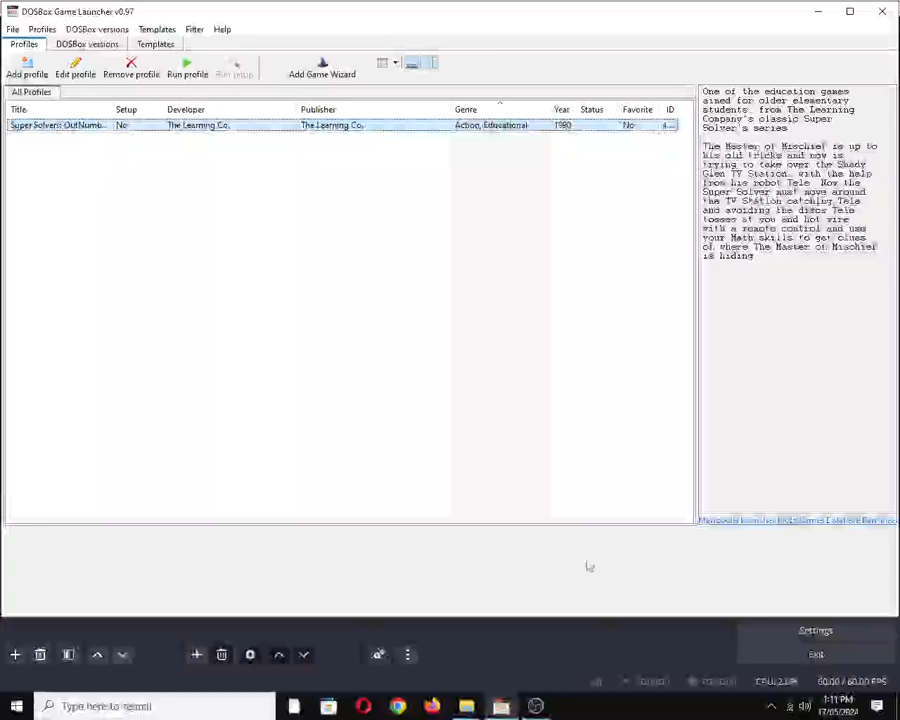 DOSBox Game Launcher v0.97
File Profiles DOSBox versions Templates Filter Help
Profiles DOSBox versions Templates
Add profile Edit profile Remove profile Run profile Run setup Add Game Wizard
All Profiles
Title Setup Developer Publisher Genre Year Status Favorite ID
Super Solvers: OutNumb... No The Learning Co. The Learning Co. Action, Educational 1990 No
One of the education games
aimed for older elementary
students, from The Learning
Company's classic Super
Solver's series
The Master of Mischief is up to
his old tricks and now is
trying to take over the Shady
Glen TV Station, with the help
from his robot Tele. Now the
Super Solver must move around
the TV Station catching Tele
and avoiding the discs Tele
tosses at you and hot wire
with a remote control and use
your Math skills to get clues
of where The Master of Mischief
is hiding
Settings
Exit
60.00 / 60.00 FPS
Type here to search
1:11 PM
17/05/2024